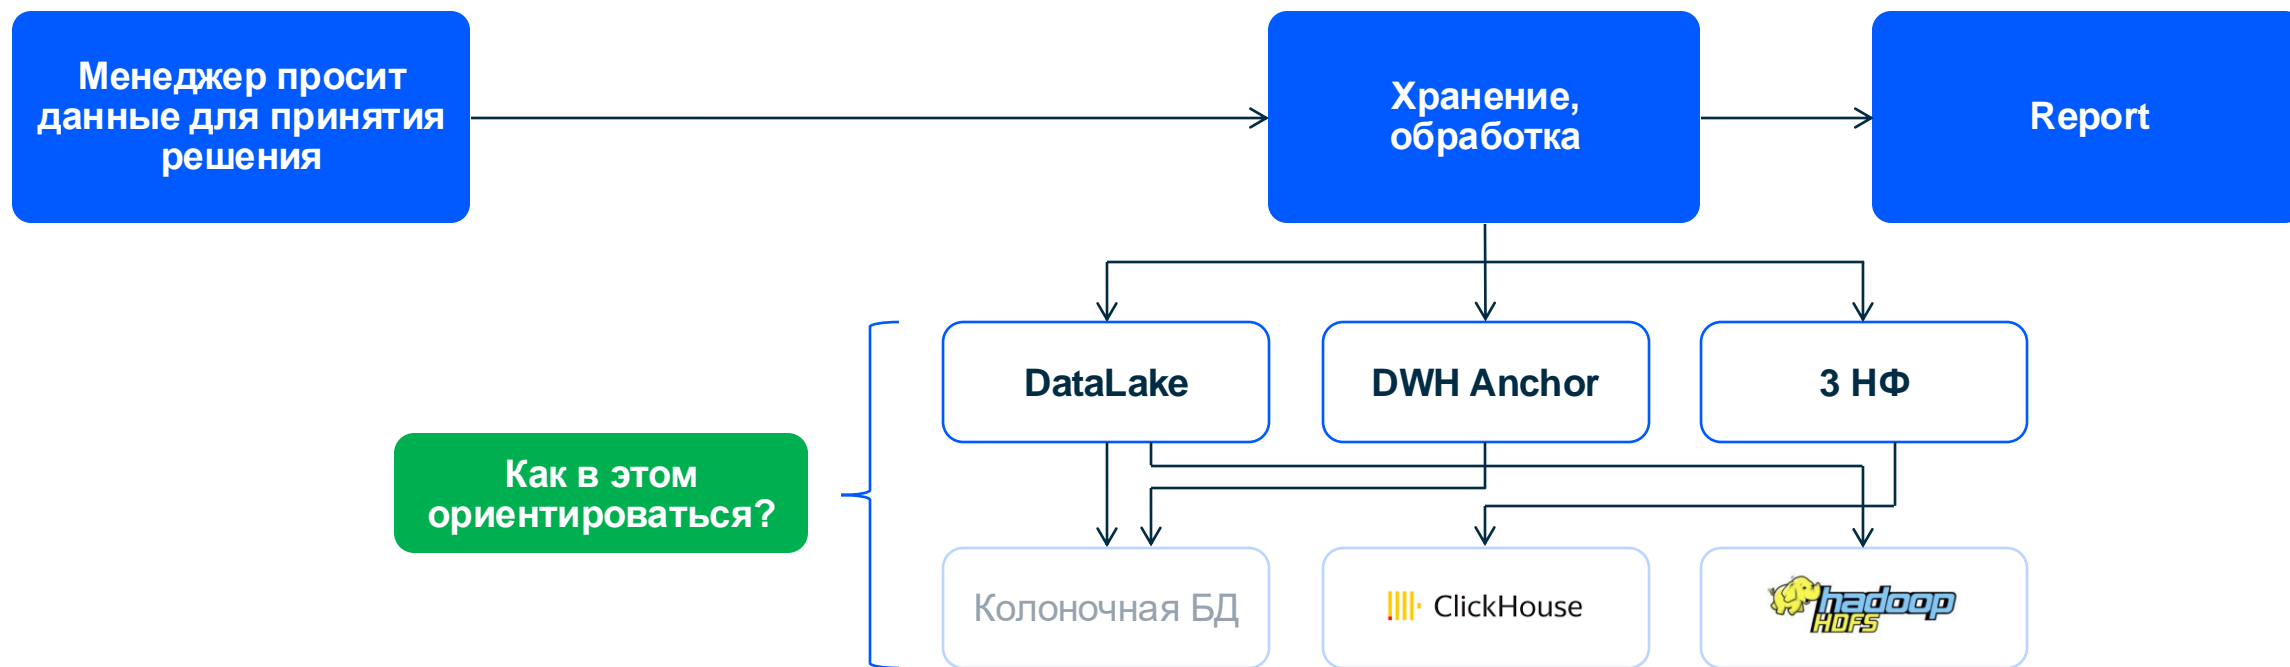 Менеджер просит
данные для принятия
решения
Хранение,
обработка
Report
DataLake
DWH Anchor
3 НФ
Как в этом
ориентироваться?
Колоночная БД
ClickHouse
hadoop
HDFS